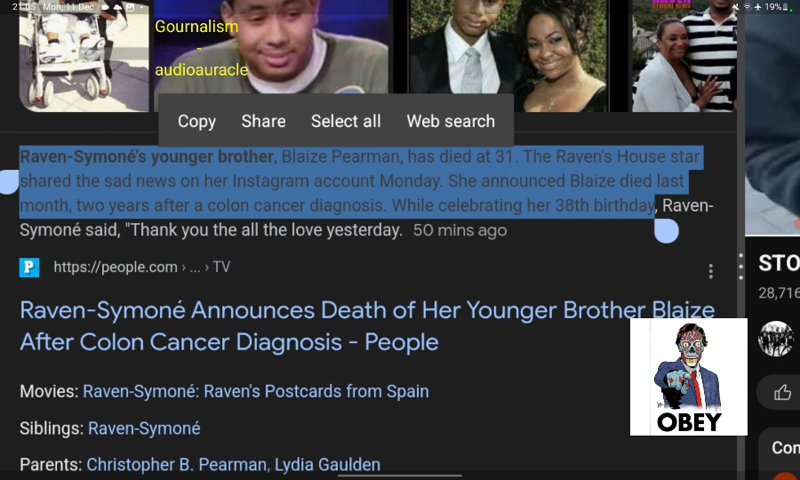 21:05 Mon, 11 Dec
19%
Gournalism
-
audioauracle
Copy Share Select all Web search
Raven-Symoné's younger brother, Blaize Pearman, has died at 31. The Raven's House star
shared the sad news on her Instagram account Monday. She announced Blaize died last
month, two years after a colon cancer diagnosis. While celebrating her 38th birthday, Raven-
Symoné said, "Thank you the all the love yesterday. 50 mins ago
P https://people.com › ... › TV
Raven-Symoné Announces Death of Her Younger Brother Blaize
After Colon Cancer Diagnosis - People
Movies: Raven-Symoné: Raven's Postcards from Spain
Siblings: Raven-Symoné
Parents: Christopher B. Pearman, Lydia Gaulden
OBEY
STO
28,716
Con